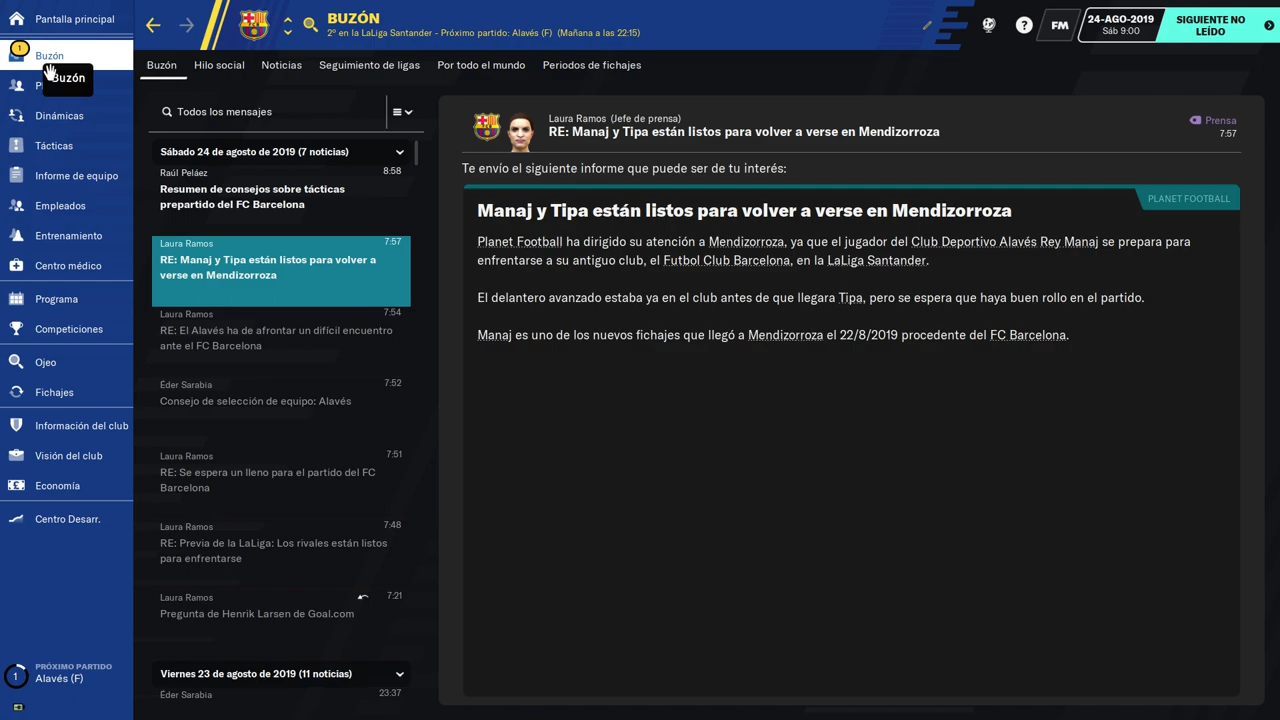 Pantalla principal
1
Buzón
Buzón
P
Dinámicas
Tácticas
Informe de equipo
Empleados
Entrenamiento
Centro médico
Programa
Competiciones
Ojeo
Fichajes
Información del club
Visión del club
Economía
Centro Desarr.
1
PRÓXIMO PARTIDO
Alavés (F)
BUZÓN
2º en la LaLiga Santander - Próximo partido: Alavés (F) (Mañana a las 22:15)
?
FM
24-AGO-2019
Sáb 9:00
SIGUIENTE NO LEÍDO
Buzón Hilo social Noticias Seguimiento de ligas Por todo el mundo Periodos de fichajes
Todos los mensajes
Sábado 24 de agosto de 2019 (7 noticias)
Raúl Peláez 8:58
Resumen de consejos sobre tácticas
prepartido del FC Barcelona
Laura Ramos 7:57
RE: Manaj y Tipa están listos para volver a
verse en Mendizorroza
Laura Ramos 7:54
RE: El Alavés ha de afrontar un difícil encuentro
ante el FC Barcelona
Éder Sarabia 7:52
Consejo de selección de equipo: Alavés
Laura Ramos 7:51
RE: Se espera un lleno para el partido del FC
Barcelona
Laura Ramos 7:48
RE: Previa de la LaLiga: Los rivales están listos
para enfrentarse
Laura Ramos 7:21
Pregunta de Henrik Larsen de Goal.com
Viernes 23 de agosto de 2019 (11 noticias)
Éder Sarabia 23:37
Laura Ramos (Jefe de prensa)
RE: Manaj y Tipa están listos para volver a verse en Mendizorroza
Prensa
7:57
Te envío el siguiente informe que puede ser de tu interés:
PLANET FOOTBALL
Manaj y Tipa están listos para volver a verse en Mendizorroza
Planet Football ha dirigido su atención a Mendizorroza, ya que el jugador del Club Deportivo Alavés Rey Manaj se prepara para
enfrentarse a su antiguo club, el Futbol Club Barcelona, en la LaLiga Santander.
El delantero avanzado estaba ya en el club antes de que llegara Tipa, pero se espera que haya buen rollo en el partido.
Manaj es uno de los nuevos fichajes que llegó a Mendizorroza el 22/8/2019 procedente del FC Barcelona.